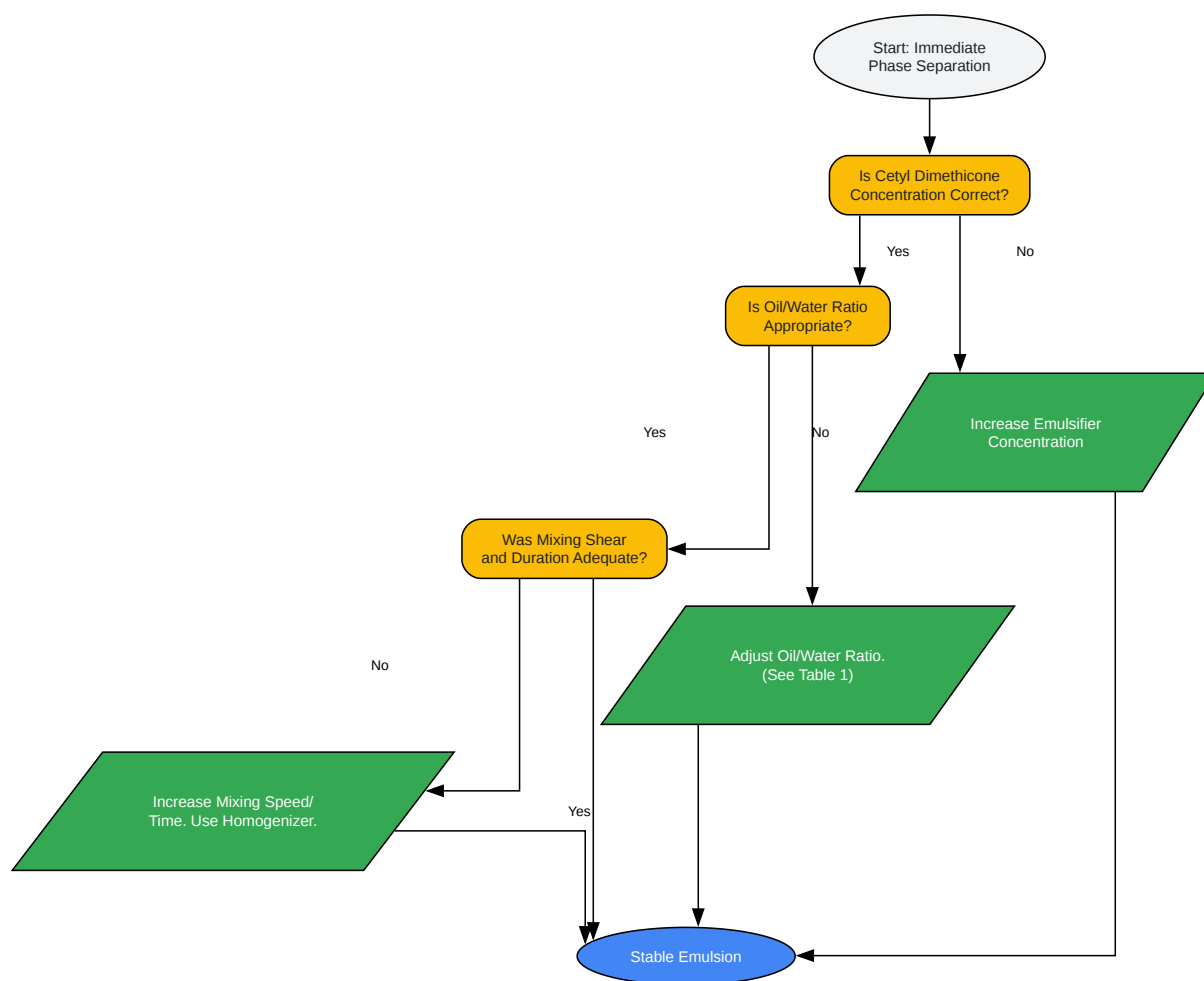 Start: Immediate
Phase Separation
Is Cetyl Dimethicone
Concentration Correct?
Yes
No
Is Oil/Water Ratio
Appropriate?
Yes
No
Increase Emulsifier
Concentration
Was Mixing Shear
and Duration Adequate?
No
Adjust Oil/Water Ratio.
(See Table 1)
Increase Mixing Speed/
Time. Use Homogenizer.
Yes
Stable Emulsion